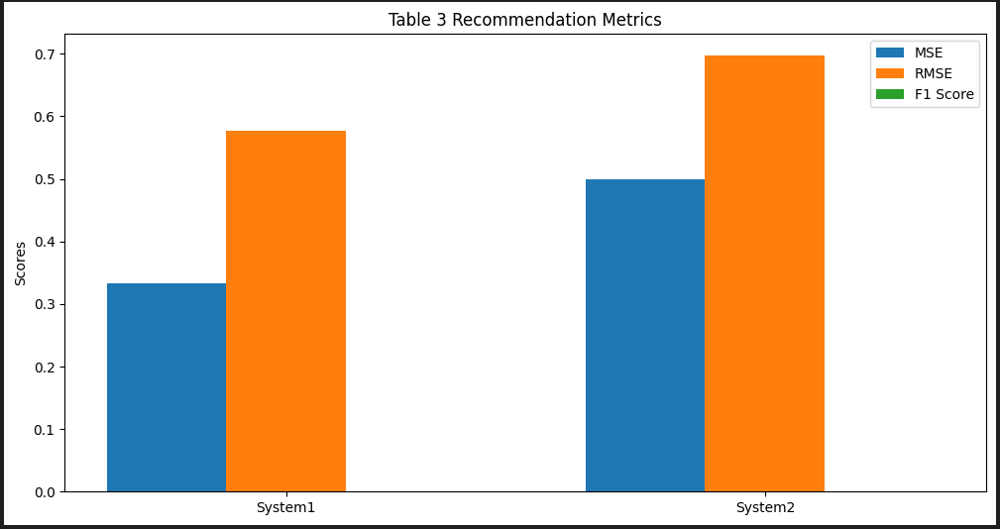 Table 3 Recommendation Metrics
MSE
RMSE
F1 Score
Scores
0.7
0.6
0.5
0.4
0.3
0.2
0.1
0.0
System1
System2